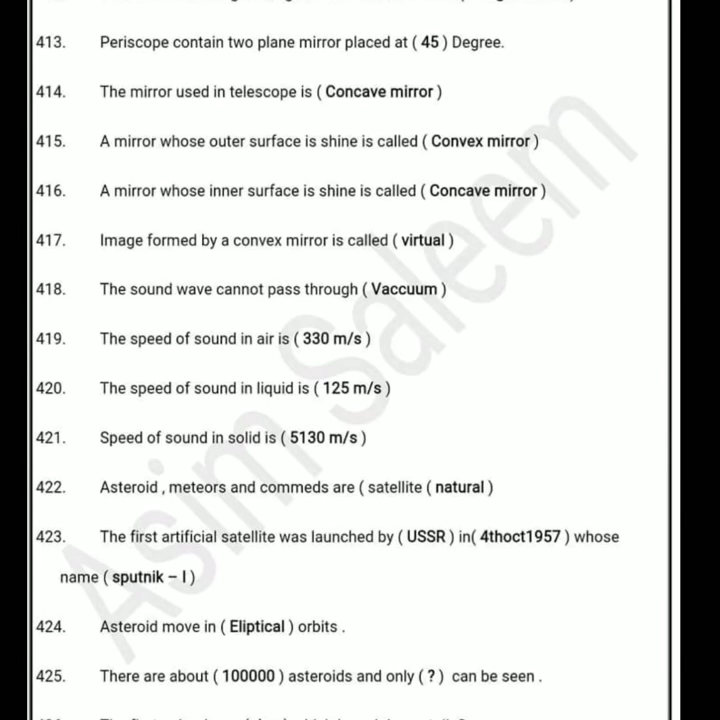 413. Periscope contain two plane mirror placed at ( 45 ) Degree.
414. The mirror used in telescope is ( Concave mirror )
415. A mirror whose outer surface is shine is called ( Convex mirror )
416. A mirror whose inner surface is shine is called ( Concave mirror )
417. Image formed by a convex mirror is called ( virtual )
418. The sound wave cannot pass through ( Vaccuum )
419. The speed of sound in air is ( 330 m/s )
420. The speed of sound in liquid is ( 125 m/s )
421. Speed of sound in solid is ( 5130 m/s )
422. Asteroid , meteors and commeds are ( satellite ( natural )
423. The first artificial satellite was launched by ( USSR ) in( 4thoct1957 ) whose
name ( sputnik – I )
424. Asteroid move in ( Eliptical ) orbits .
425. There are about ( 100000 ) asteroids and only ( ? ) can be seen .
Asim Saleem